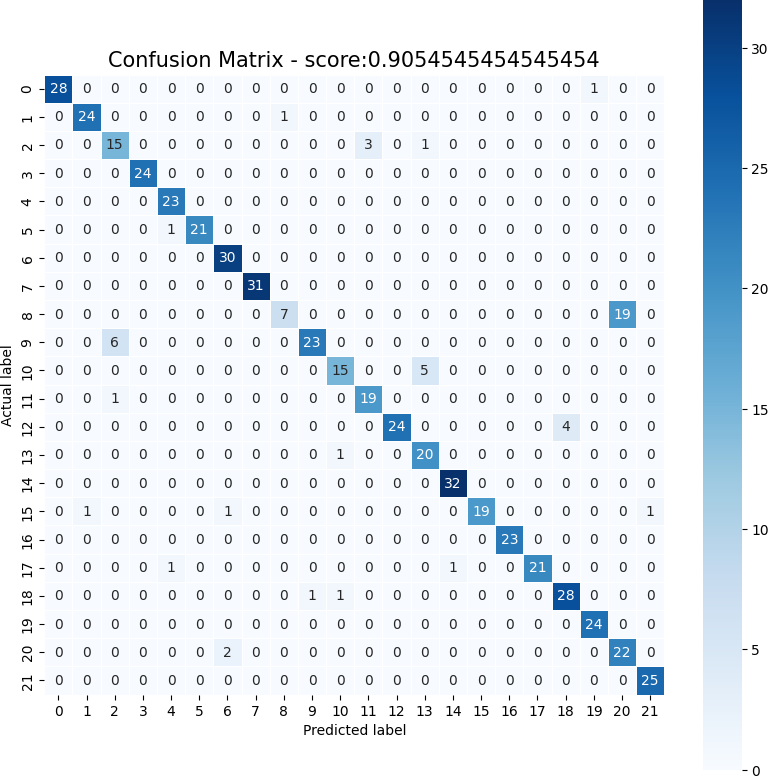 Confusion Matrix - score:0.9054545454545454
0 28 0 0 0 0 0 0 0 0 0 0 0 0 0 0 0 0 0 0 1 0 0
1 0 24 0 0 0 0 0 0 1 0 0 0 0 0 0 0 0 0 0 0 0 0
2 0 0 15 0 0 0 0 0 0 0 0 3 0 1 0 0 0 0 0 0 0 0
3 0 0 0 24 0 0 0 0 0 0 0 0 0 0 0 0 0 0 0 0 0 0
4 0 0 0 0 23 0 0 0 0 0 0 0 0 0 0 0 0 0 0 0 0 0
5 0 0 0 0 1 21 0 0 0 0 0 0 0 0 0 0 0 0 0 0 0 0
6 0 0 0 0 0 0 30 0 0 0 0 0 0 0 0 0 0 0 0 0 0 0
7 0 0 0 0 0 0 0 31 0 0 0 0 0 0 0 0 0 0 0 0 0 0
8 0 0 0 0 0 0 0 0 7 0 0 0 0 0 0 0 0 0 0 0 19 0
9 0 0 6 0 0 0 0 0 0 23 0 0 0 0 0 0 0 0 0 0 0 0
10 0 0 0 0 0 0 0 0 0 0 15 0 0 5 0 0 0 0 0 0 0 0
11 0 0 1 0 0 0 0 0 0 0 0 19 0 0 0 0 0 0 0 0 0 0
12 0 0 0 0 0 0 0 0 0 0 0 0 24 0 0 0 0 0 4 0 0 0
13 0 0 0 0 0 0 0 0 0 0 1 0 0 20 0 0 0 0 0 0 0 0
14 0 0 0 0 0 0 0 0 0 0 0 0 0 0 32 0 0 0 0 0 0 0
15 0 1 0 0 0 0 1 0 0 0 0 0 0 0 0 19 0 0 0 0 0 1
16 0 0 0 0 0 0 0 0 0 0 0 0 0 0 0 0 23 0 0 0 0 0
17 0 0 0 0 1 0 0 0 0 0 0 0 0 0 1 0 0 21 0 0 0 0
18 0 0 0 0 0 0 0 0 0 1 1 0 0 0 0 0 0 0 28 0 0 0
19 0 0 0 0 0 0 0 0 0 0 0 0 0 0 0 0 0 0 0 24 0 0
20 0 0 0 0 0 0 2 0 0 0 0 0 0 0 0 0 0 0 0 0 22 0
21 0 0 0 0 0 0 0 0 0 0 0 0 0 0 0 0 0 0 0 0 0 25
0 1 2 3 4 5 6 7 8 9 10 11 12 13 14 15 16 17 18 19 20 21
Predicted label
Actual label
30
25
20
15
10
5
0